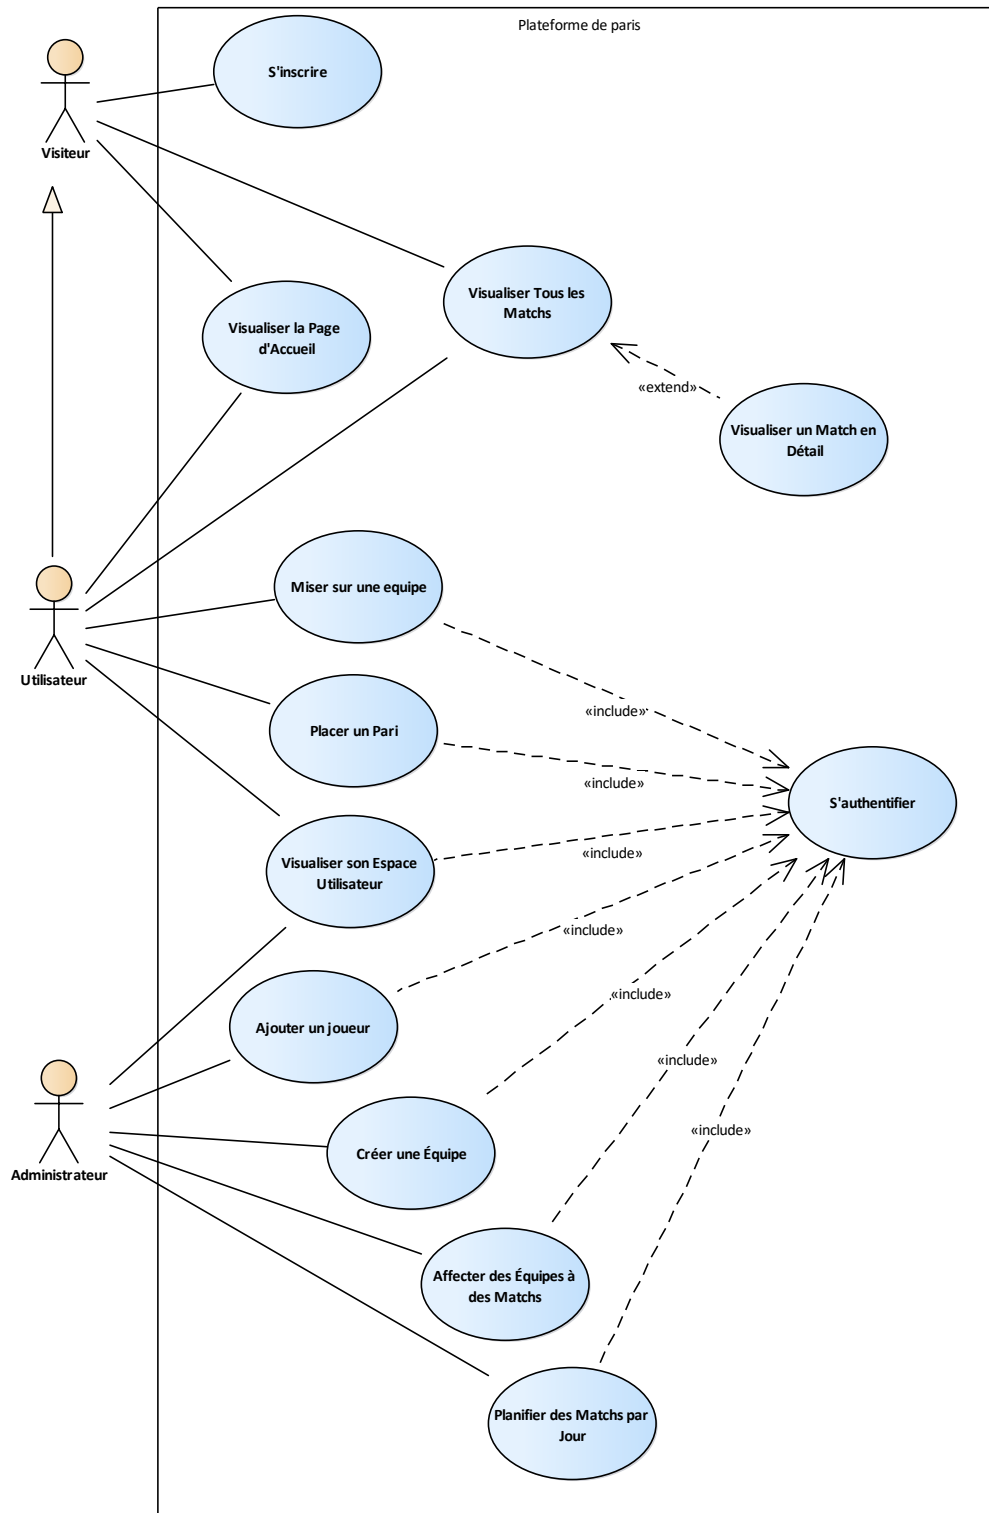 Plateforme de paris
S'inscrire
Visiteur
Visualiser Tous les
Matchs
Visualiser la Page
d'Accueil
«extend»
Visualiser un Match en
Détail
Miser sur une equipe
Utilisateur
«include»
Placer un Pari
«include»
S'authentifier
Visualiser son Espace
Utilisateur
«include»
«include»
Ajouter un joueur
«include»
«include»
Administrateur
Créer une Équipe
«include»
Affecter des Équipes à
des Matchs
Planifier des Matchs par
Jour